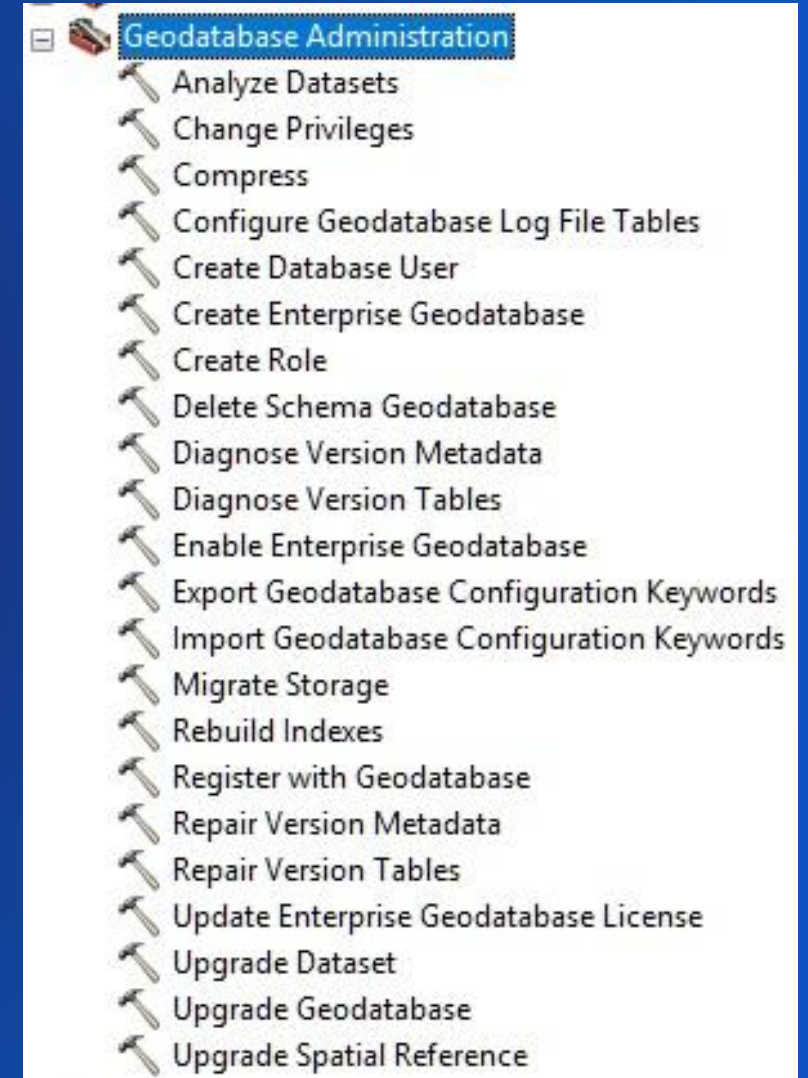 Geodatabase Administration
Analyze Datasets
Change Privileges
Compress
Configure Geodatabase Log File Tables
Create Database User
Create Enterprise Geodatabase
Create Role
Delete Schema Geodatabase
Diagnose Version Metadata
Diagnose Version Tables
Enable Enterprise Geodatabase
Export Geodatabase Configuration Keywords
Import Geodatabase Configuration Keywords
Migrate Storage
Rebuild Indexes
Register with Geodatabase
Repair Version Metadata
Repair Version Tables
Update Enterprise Geodatabase License
Upgrade Dataset
Upgrade Geodatabase
Upgrade Spatial Reference